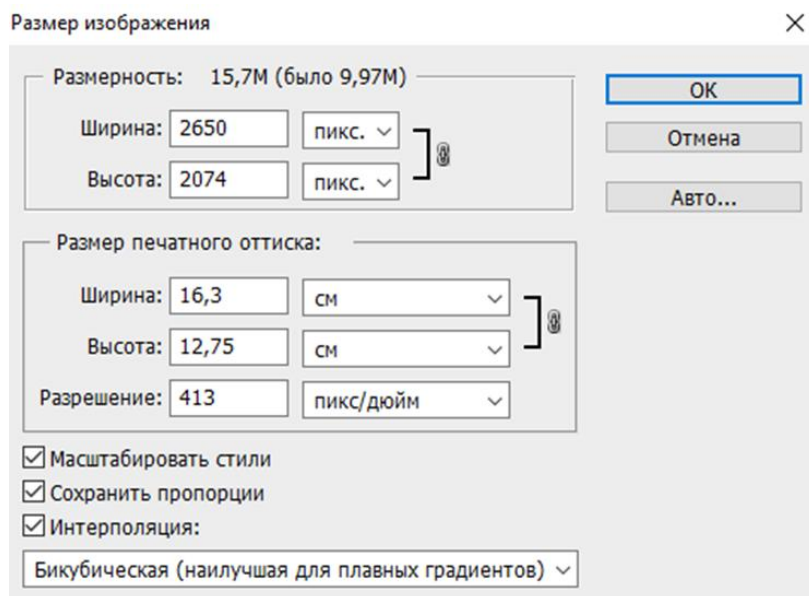 Размер изображения
Размерность: 15,7M (было 9,97M)
OK
Ширина: 2650 пикс.
Отмена
Высота: 2074 пикс.
Авто...
Размер печатного оттиска:
Ширина: 16,3 см
Высота: 12,75 см
Разрешение: 413 пикс/дюйм
Масштабировать стили
Сохранить пропорции
Интерполяция:
Бикубическая (наилучшая для плавных градиентов)